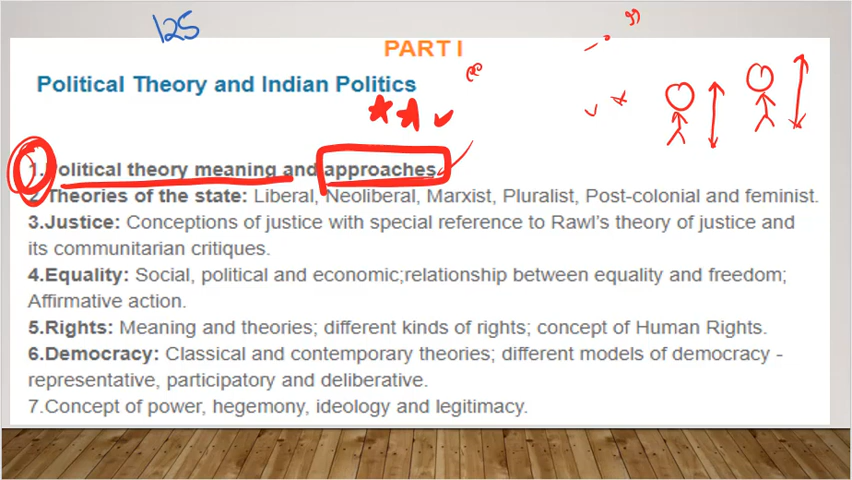 125
PART I
Political Theory and Indian Politics
1.Political theory meaning and approaches
2.Theories of the state: Liberal, Neoliberal, Marxist, Pluralist, Post-colonial and feminist.
3.Justice: Conceptions of justice with special reference to Rawl's theory of justice and
its communitarian critiques.
4.Equality: Social, political and economic;relationship between equality and freedom;
Affirmative action.
5.Rights: Meaning and theories; different kinds of rights; concept of Human Rights.
6.Democracy: Classical and contemporary theories; different models of democracy -
representative, participatory and deliberative.
7.Concept of power, hegemony, ideology and legitimacy.